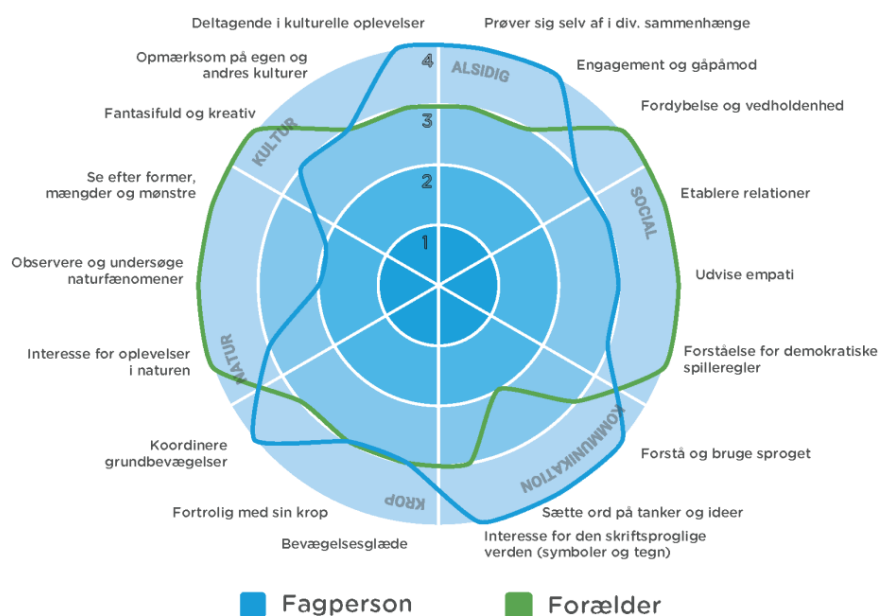 Deltagende i kulturelle oplevelser
Prøver sig selv af i div. sammenhænge
Opmærksom på egen og
andres kulturer
4
ALSIDIG
Engagement og gåpåmod
Fantasifuld og kreativ
KULTUR
3
Fordybelse og vedholdenhed
Se efter former,
mængder og mønstre
2
SOCIAL
Etablere relationer
1
Observere og undersøge
naturfænomener
Udvise empati
Interesse for oplevelser
i naturen
NATUR
Forståelse for demokratiske
spilleregler
Koordinere
grundbevægelser
KOMMUNIKATION
Forstå og bruge sproget
Fortrolig med sin krop
KROP
Sætte ord på tanker og ideer
Bevægelsesglæde
Interesse for den skriftsproglige
verden (symboler og tegn)
Fagperson
Forælder